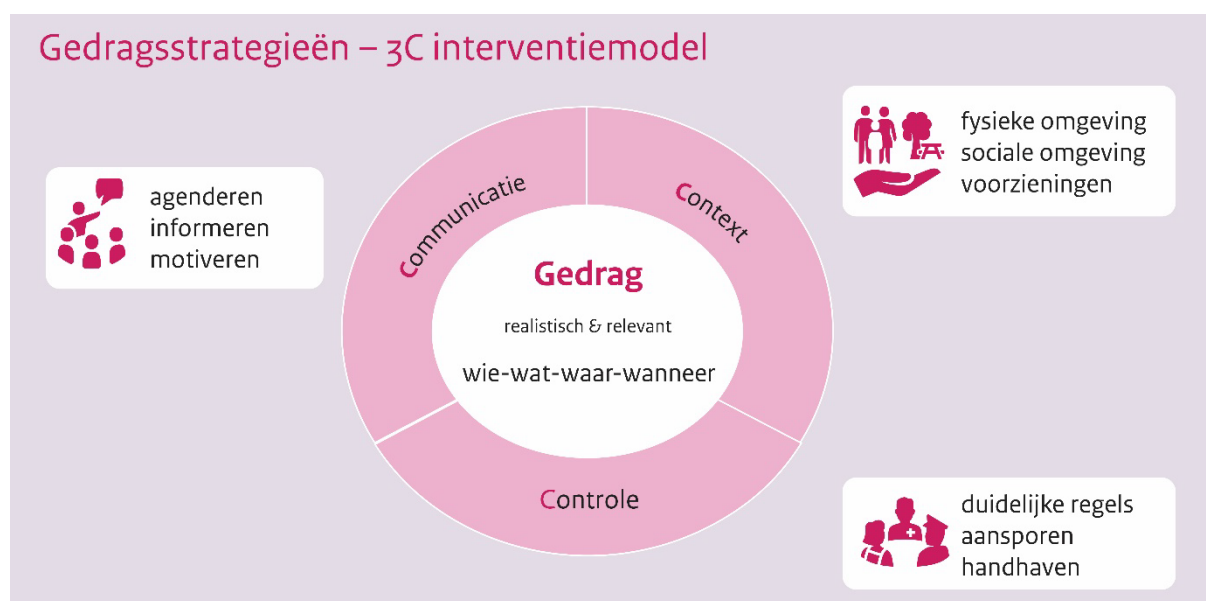 Gedragsstrategieën – 3C interventiemodel
agenderen
informeren
motiveren
Communicatie
Context
fysieke omgeving
sociale omgeving
voorzieningen
Gedrag
realistisch & relevant
wie-wat-waar-wanneer
Controle
duidelijke regels
aansporen
handhaven